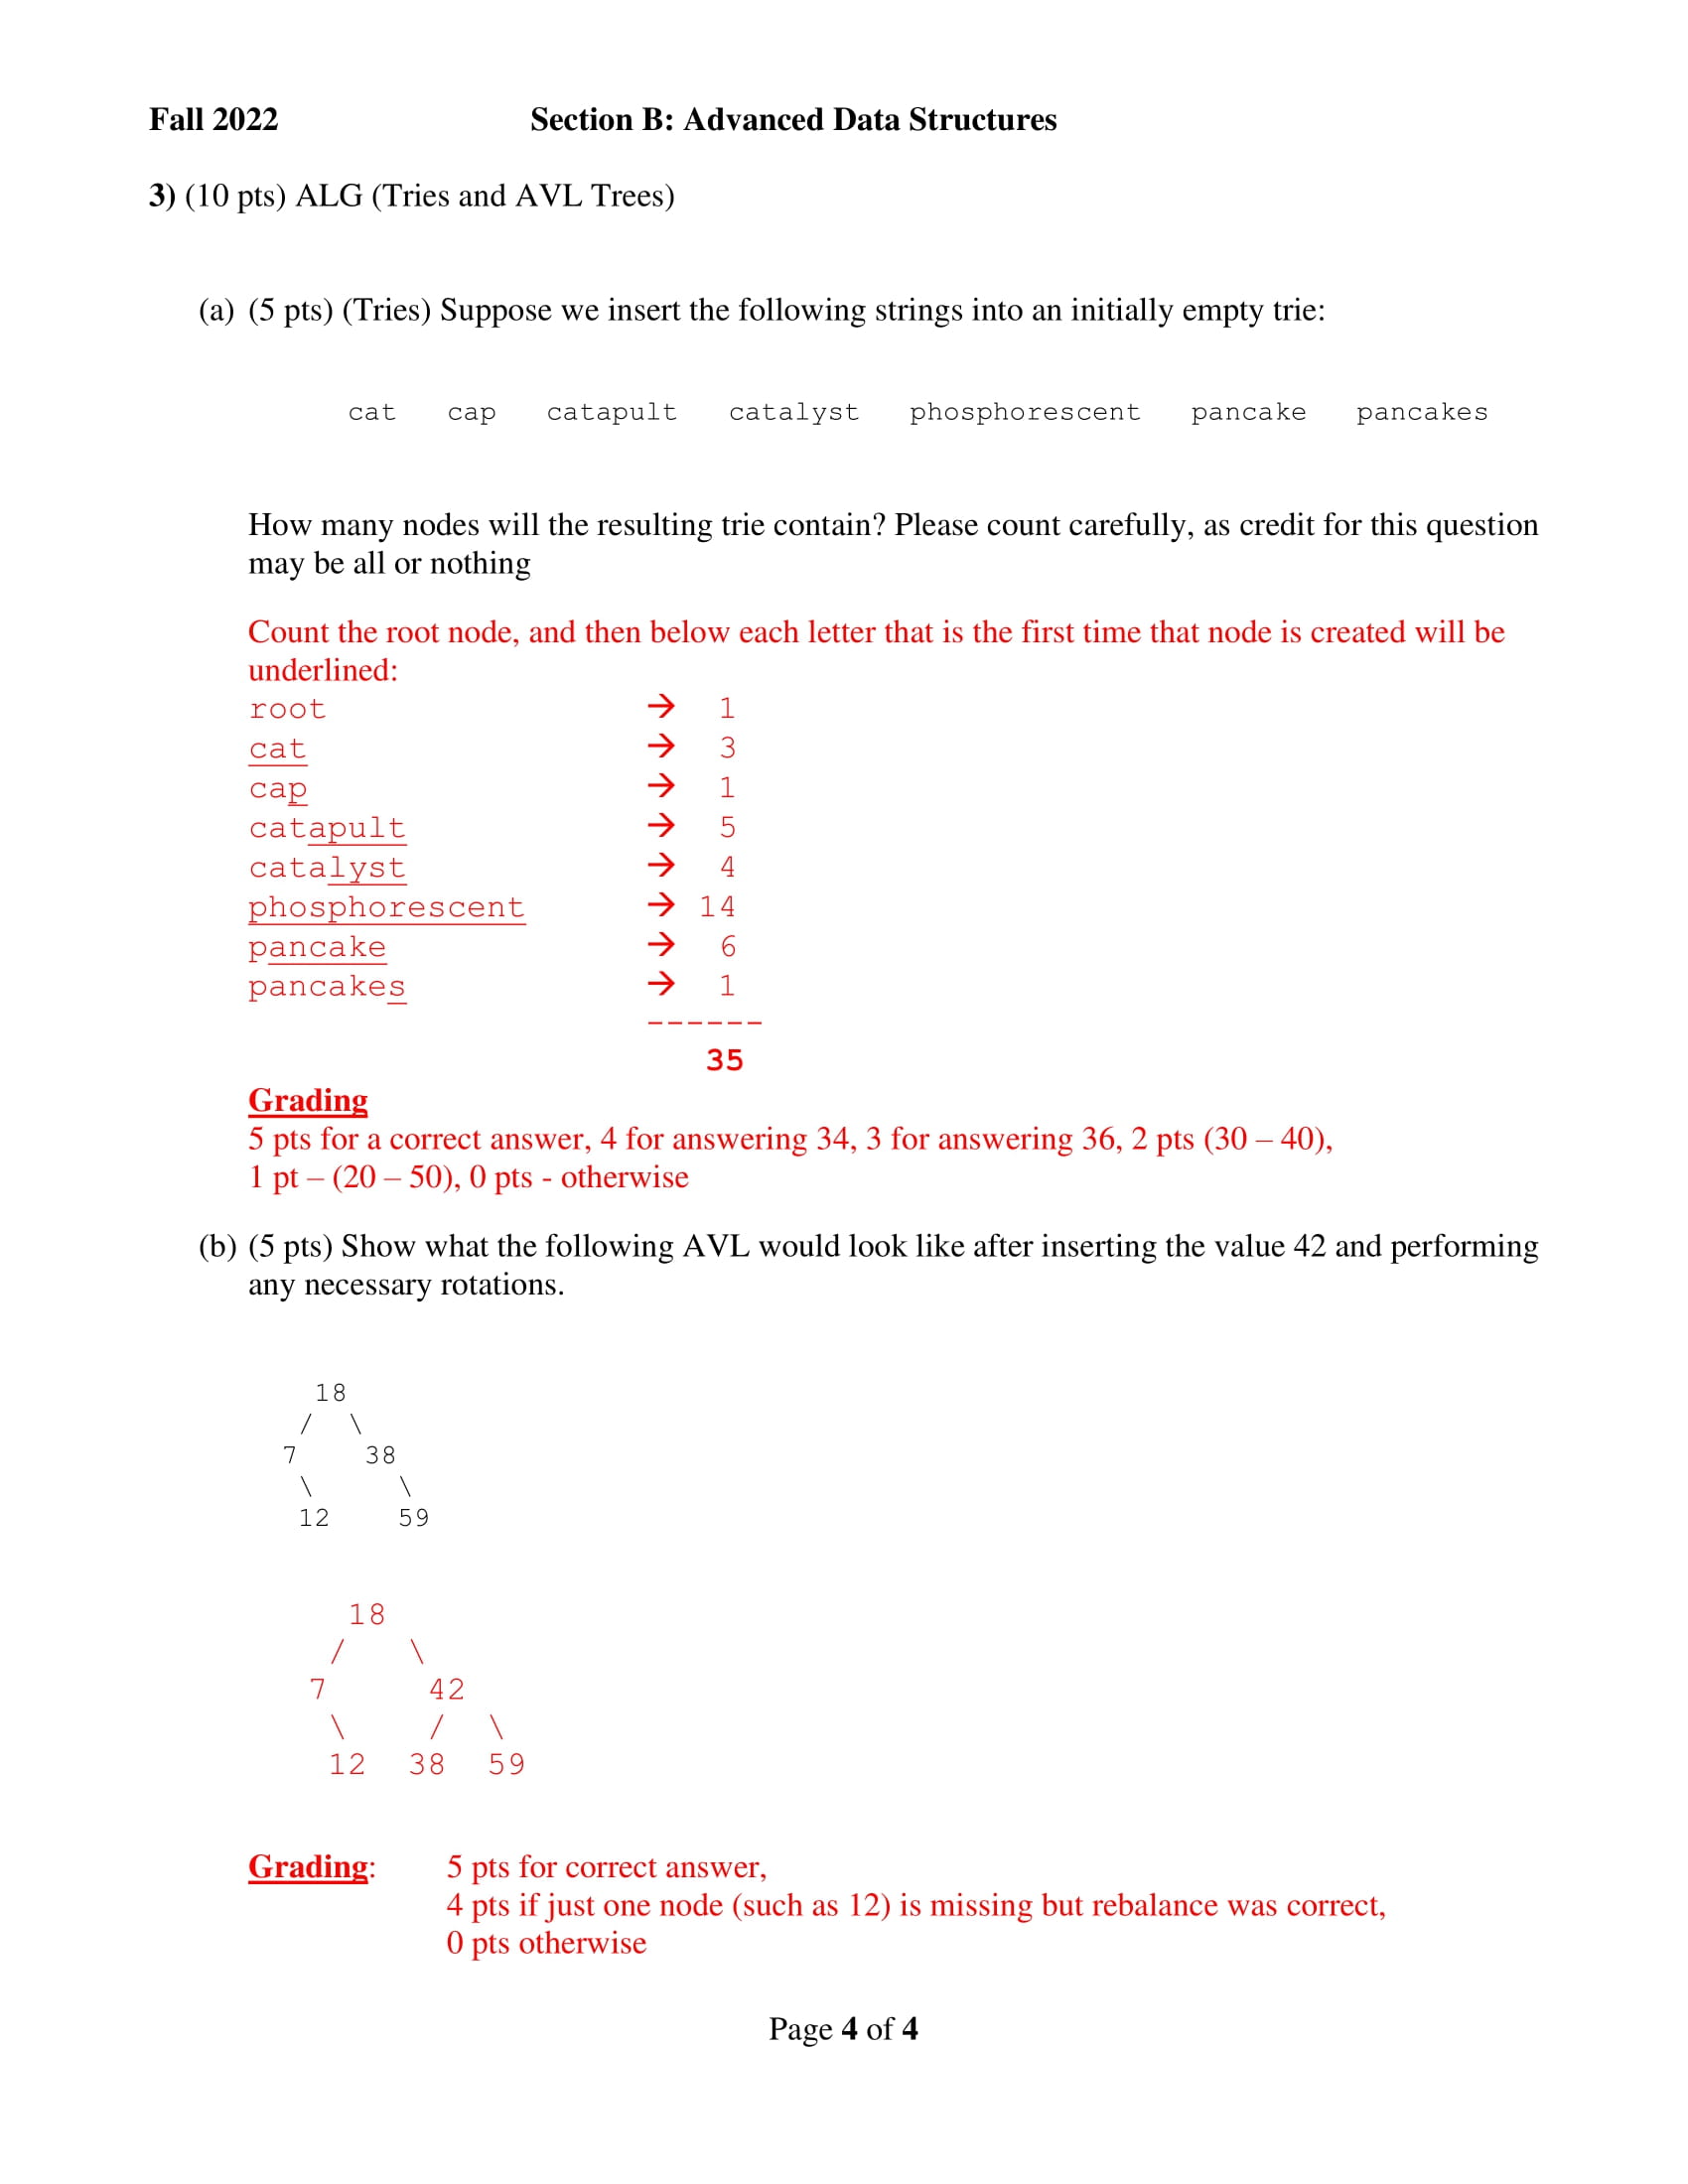 Fall 2022 Section B: Advanced Data Structures
3) (10 pts) ALG (Tries and AVL Trees)
(a) (5 pts) (Tries) Suppose we insert the following strings into an initially empty trie:
cat cap catapult catalyst phosphorescent pancake pancakes
How many nodes will the resulting trie contain? Please count carefully, as credit for this question
may be all or nothing
Count the root node, and then below each letter that is the first time that node is created will be
underlined:
root → 1
cat → 3
cap → 1
catapult → 5
catalyst → 4
phosphorescent → 14
pancake → 6
pancakes → 1
------
35
Grading
5 pts for a correct answer, 4 for answering 34, 3 for answering 36, 2 pts (30 – 40),
1 pt – (20 – 50), 0 pts - otherwise
(b) (5 pts) Show what the following AVL would look like after inserting the value 42 and performing
any necessary rotations.
18
/ \
7 38
\ \
12 59
18
/ \
7 42
\ / \
12 38 59
Grading: 5 pts for correct answer,
4 pts if just one node (such as 12) is missing but rebalance was correct,
0 pts otherwise
Page 4 of 4